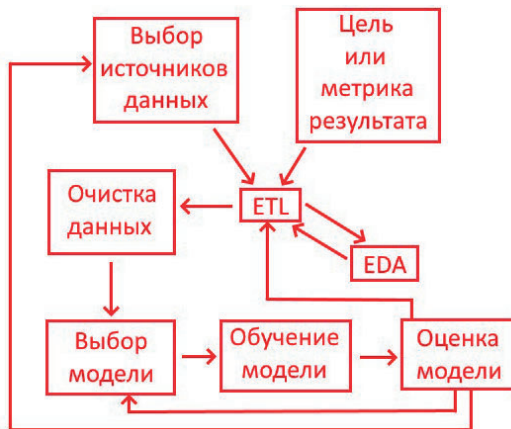 Выбор
источников
данных
Цель
или
метрика
результата
ETL
Очистка
данных
EDA
Выбор
модели
Обучение
модели
Оценка
модели